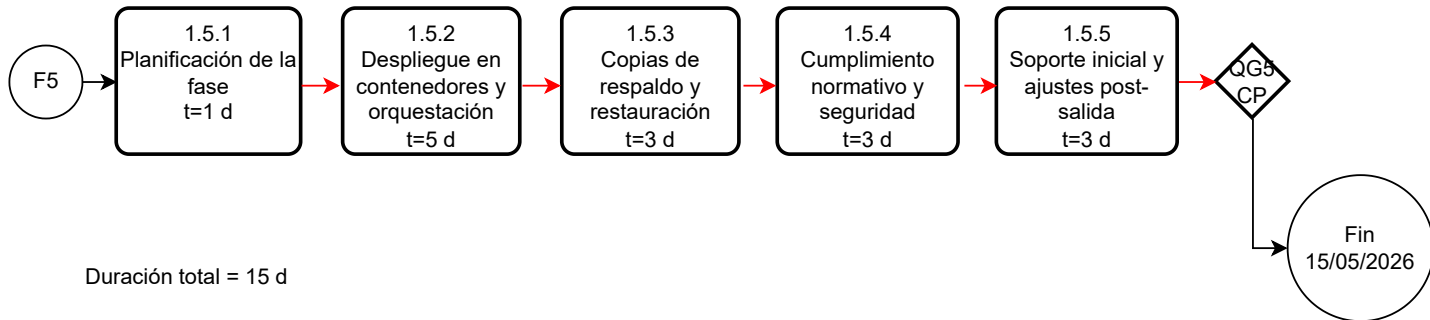 F5
1.5.1
Planificación de la
fase
t=1 d
1.5.2
Despliegue en
contenedores y
orquestación
t=5 d
1.5.3
Copias de
respaldo y
restauración
t=3 d
1.5.4
Cumplimiento
normativo y
seguridad
t=3 d
1.5.5
Soporte inicial y
ajustes post-
salida
t=3 d
QG5
CP
Fin
15/05/2026
Duración total = 15 d